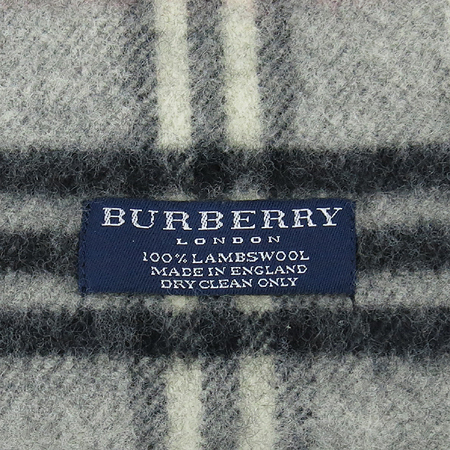 BURBERRY
LONDON
100% LAMBSWOOL
MADE IN ENGLAND
DRY CLEAN ONLY